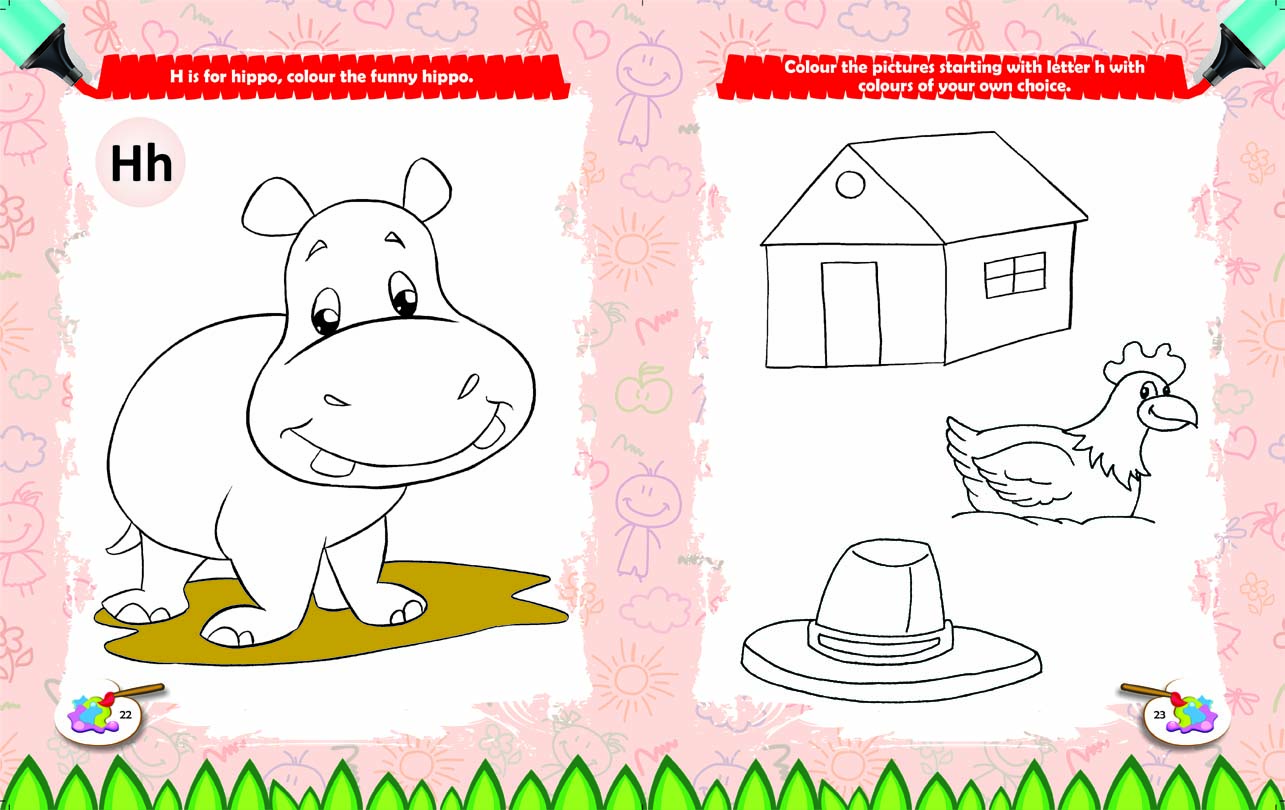 H is for hippo, colour the funny hippo.
Hh
22
Colour the pictures starting with letter h with
colours of your own choice.
23